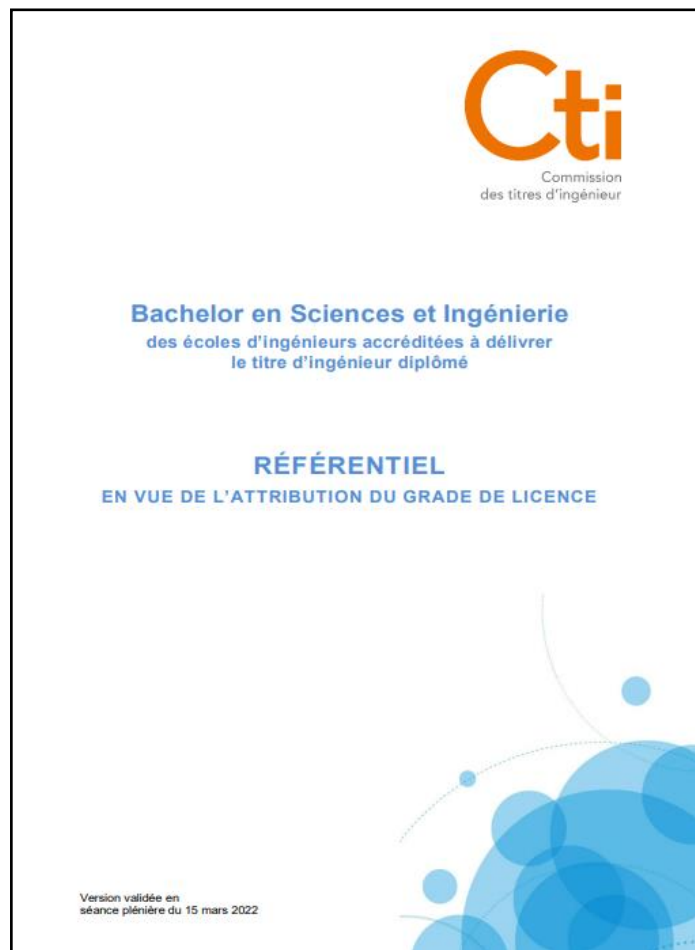 Cti
Commission
des titres d'ingénieur
Bachelor en Sciences et Ingénierie
des écoles d'ingénieurs accréditées à délivrer
le titre d'ingénieur diplômé
RÉFÉRENTIEL
EN VUE DE L'ATTRIBUTION DU GRADE DE LICENCE
Version validée en
séance plénière du 15 mars 2022